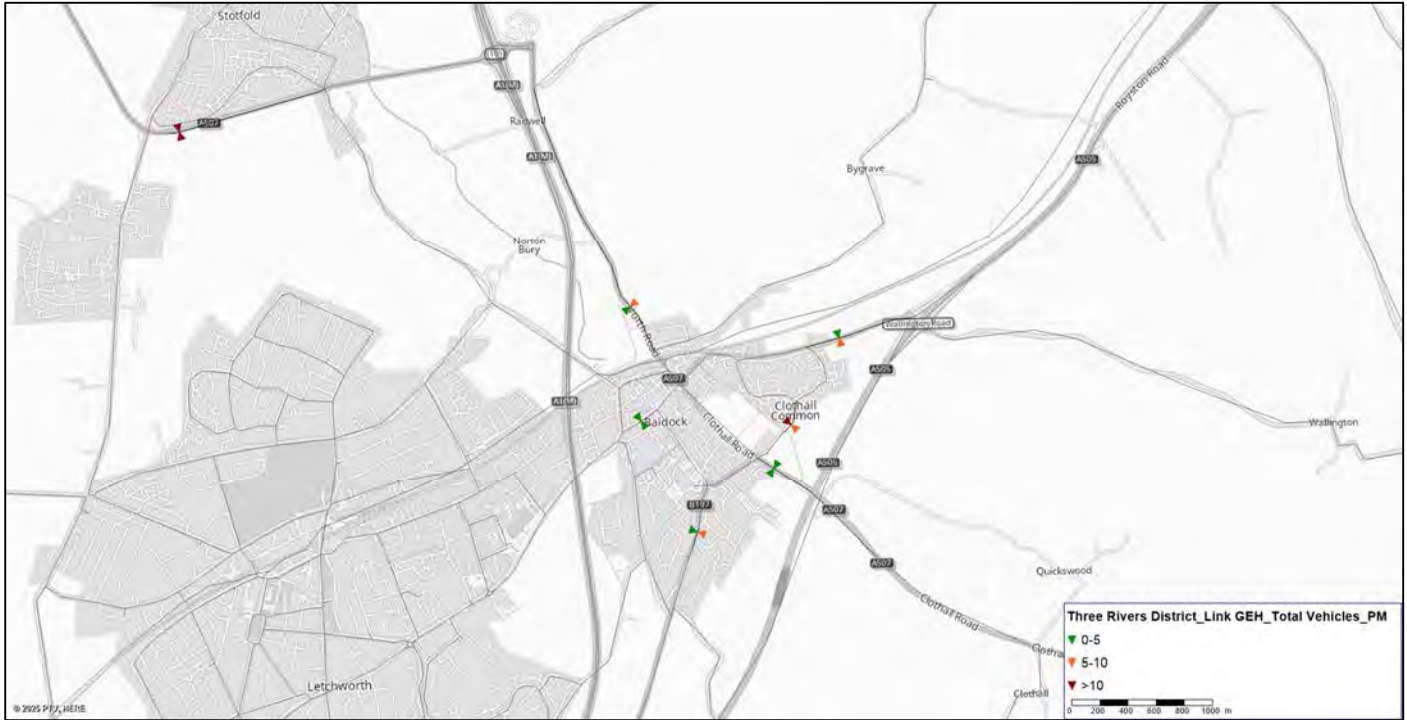 Stotfold
A1(M)
A507
Radwell
A1(M)
Royston Road
A505
Bygrave
Norton
Bury
North Road
Wallington Road
A507
A505
A1(M)
Baldock
Clothall
Common
Wallington
Clothall Road
A505
A507
B197
A507
Quickswood
Clothall Road
Letchworth
Clothall
Three Rivers District_Link GEH_Total Vehicles_PM
0-5
5-10
>10
0 200 400 600 800 1000 m
© 2025 PTV, HERE